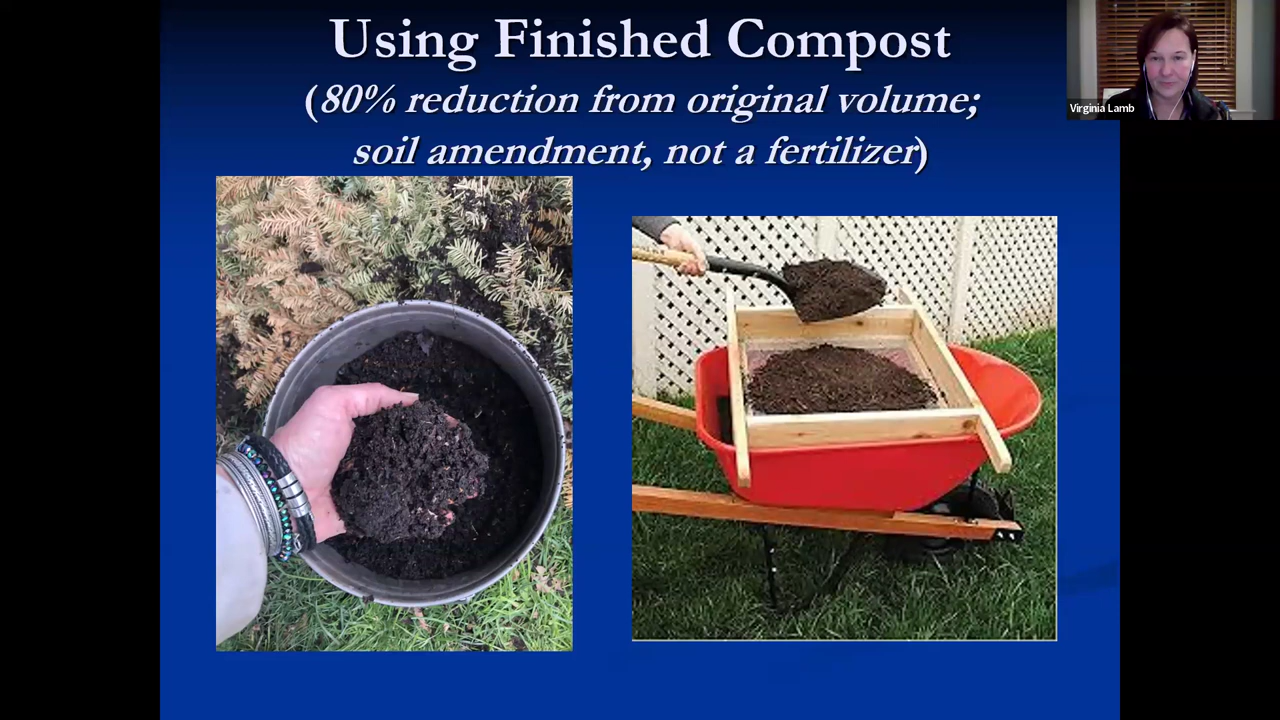 Using Finished Compost
(80% reduction from original volume;
soil amendment, not a fertilizer)
Virginia Lamb